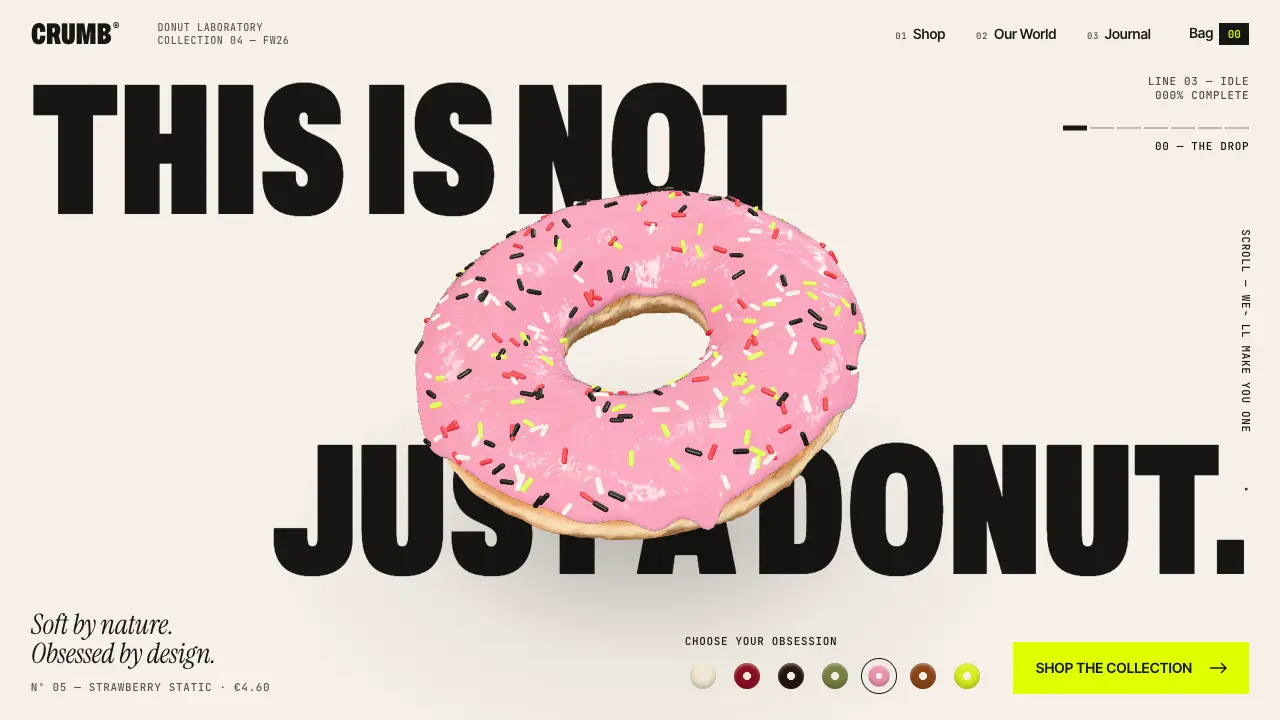 CRUMB®
DONUT LABORATORY
COLLECTION 04 — FW26
01 Shop
02 Our World
03 Journal
Bag 00
THIS IS NOT
LINE 03 — IDLE
000% COMPLETE
00 — THE DROP
SCROLL — WE- LL MAKE YOU ONE
JUST A DONUT.
Soft by nature.
Obsessed by design.
N° 05 — STRAWBERRY STATIC · €4.60
CHOOSE YOUR OBSESSION
SHOP THE COLLECTION →